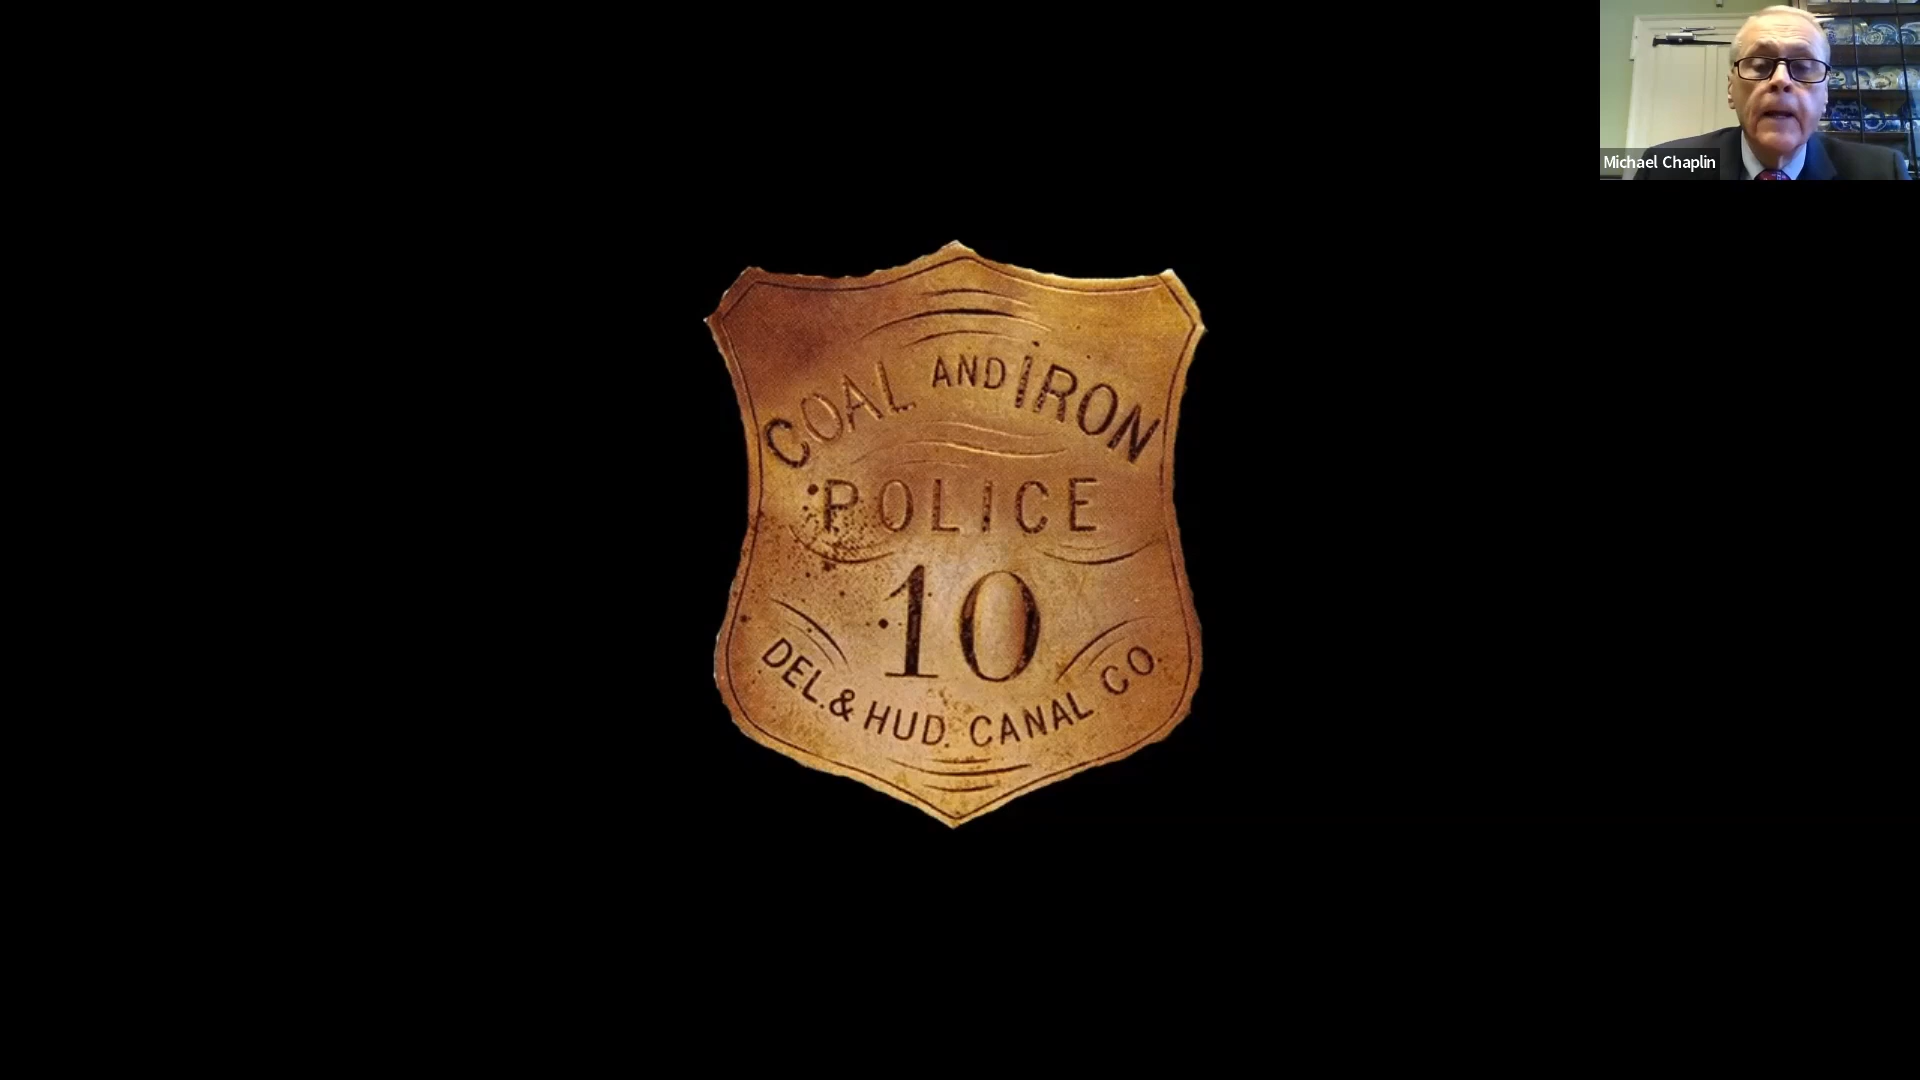 COAL AND IRON
POLICE
10
DEL. & HUD. CANAL CO.
Michael Chaplin